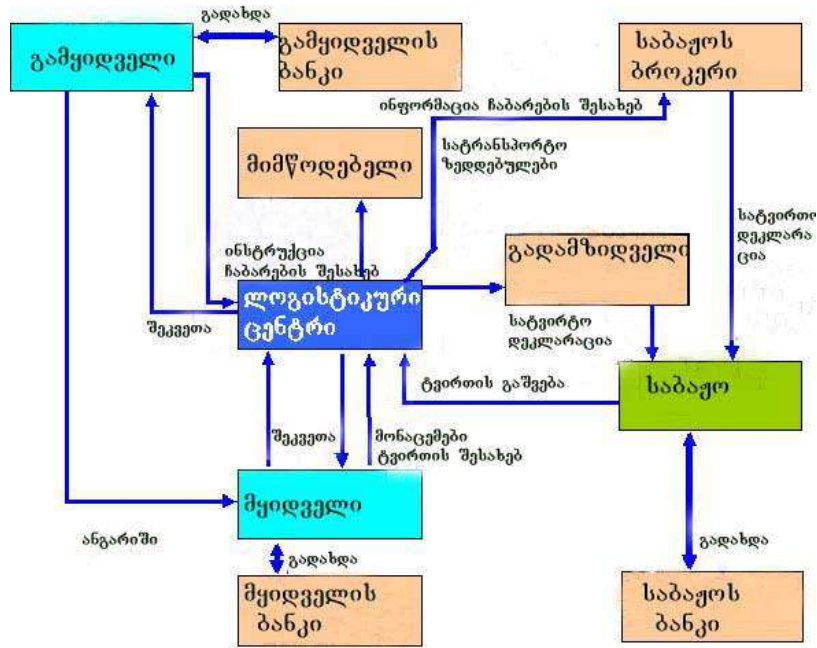 გადახდა
გამყიდველი
გამყიდველის
ბანკი
საბაჟოს
ბროკერი
ინფორმაცია ჩაბარების შესახებ
სატრანსპორტო
ზედდებულები
მიმწოდებელი
სატვირთო
დეკლარა
ცია
გადამზიდველი
ინსტრუქცია
ჩაბარების შესახებ
ლოგისტიკური
ცენტრი
შეკვეთა
სატვირტო
დეკლარაცია
ტვირთის გაშვება
საბაჟო
შეკვეთა
მონაცემები
ტვირთის შესახებ
მყიდველი
ანგარიში
გადახდა
გადახდა
მყიდველის
ბანკი
საბაჟოს
ბანკი